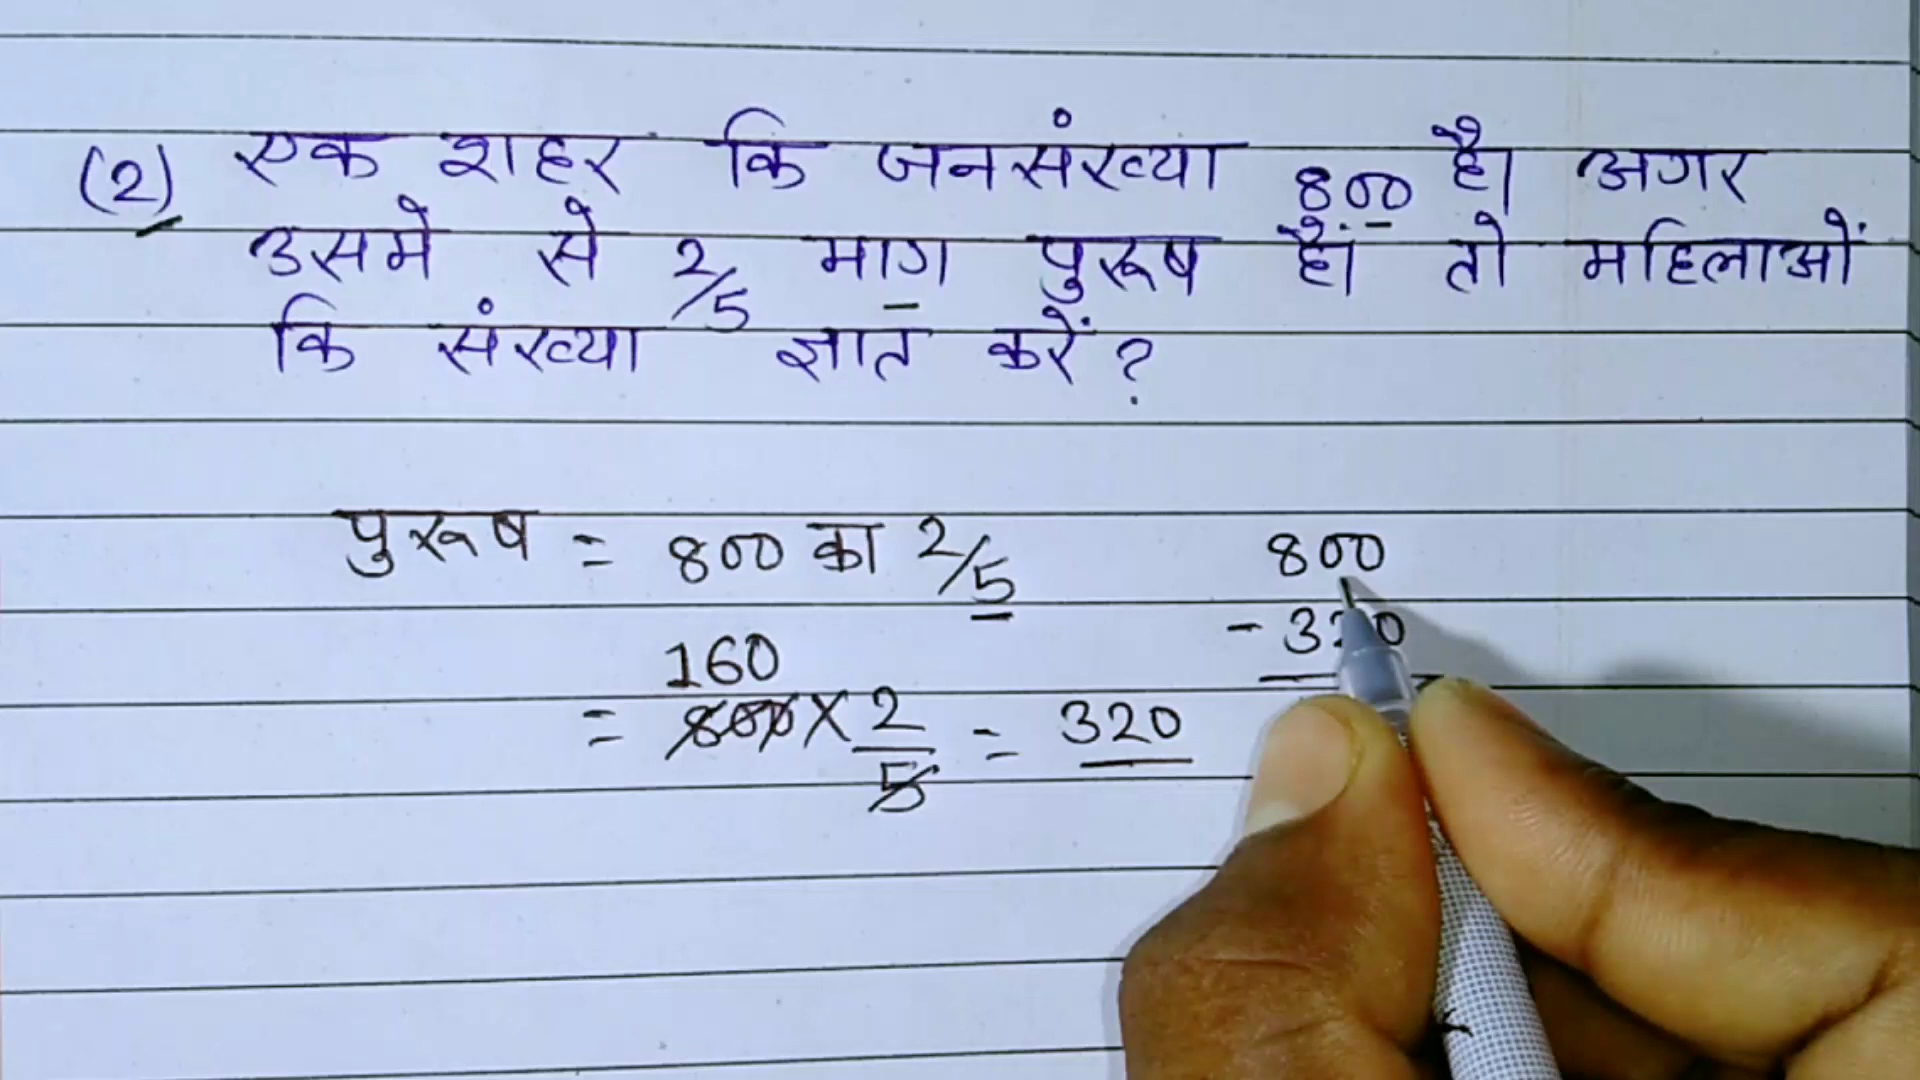 (2) एक शहर कि जनसंख्या 800 है। अगर
उसमे से 2/5 भाग पुरूष हैं। तो महिलाओं
कि संख्या ज्ञात करें ?
पुरूष = 800 का 2/5
160
= 800 × 2/5 = 320
800
- 320